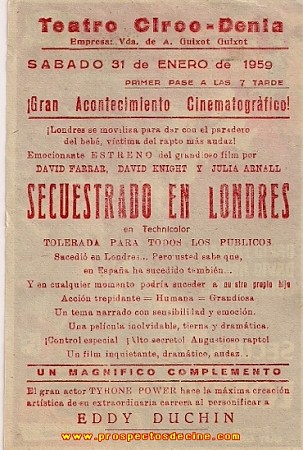 Teatro Circo-Denia
Empresa: Vda. de A. Guixot Guixot
SABADO 31 de ENERO de 1959
PRIMER PASE A LAS 7 TARDE
¡Gran Acontecimiento Cinematográfico!
¡Londres se moviliza para dar con el paradero
del bebé, víctima del rapto más audaz!
Emocionante ESTRENO del grandioso film por
DAVID FARRAR, DAVID KNIGHT Y JULIA ARNALL
SECUESTRADO EN LONDRES
en Technicolor
TOLERADA PARA TODOS LOS PUBLICOS
Sucedió en Londres... Pero usted sabe que,
en España ha sucedido también...
Y en cualquier momento podría suceder a su otro propio hijo
Acción trepidante = Humana = Grandiosa
Un tema narrado con sensibilidad y emoción.
Una película inolvidable, tierna y dramática.
¡Control especial ¡Alto secreto! Angustioso rapto!
Un film inquietante, dramático, audaz..
UN MAGNIFICO COMPLEMENTO
El gran actor TYRONE POWER hace la máxima creación
artística de su extraordinaria carrera al personificar a
EDDY DUCHIN
www.prospectosdecine.com